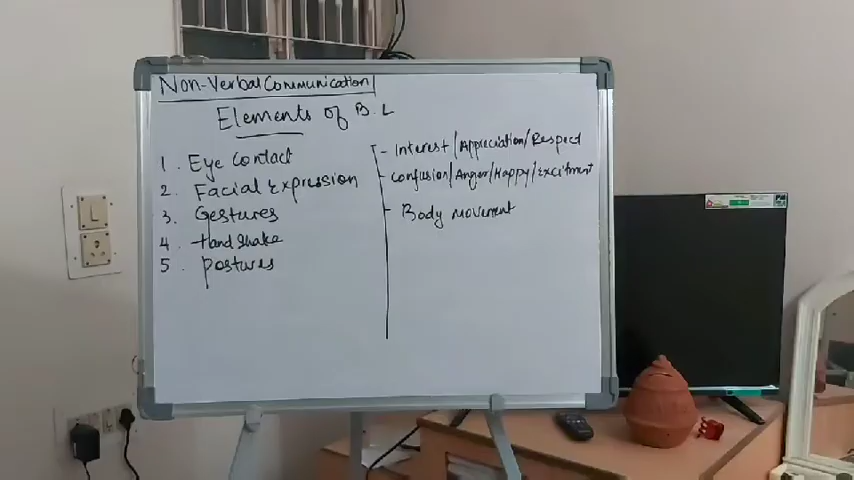 Non-Verbal Communication
Elements of B.L
1. Eye Contact
2. Facial Expression
3. Gestures
4. Hand Shake
5. Postures
- Interest/Appreciation/Respect
- Confusion/Anger/Happy/Excitment
- Body movement